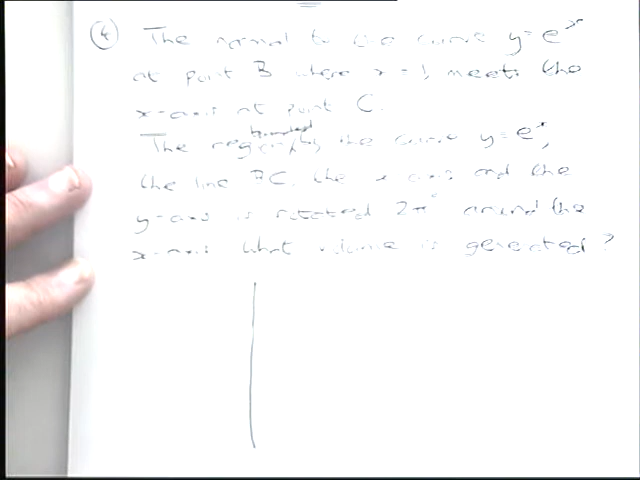 ④ The normal to the curve y = eˣ
at point B where x = 1, meets the
x-axis at point C.
The region bounded by the curve y = eˣ,
the line BC, the x axis and the
y-axis is rotated 2π around the
x-axis. What volume is generated?